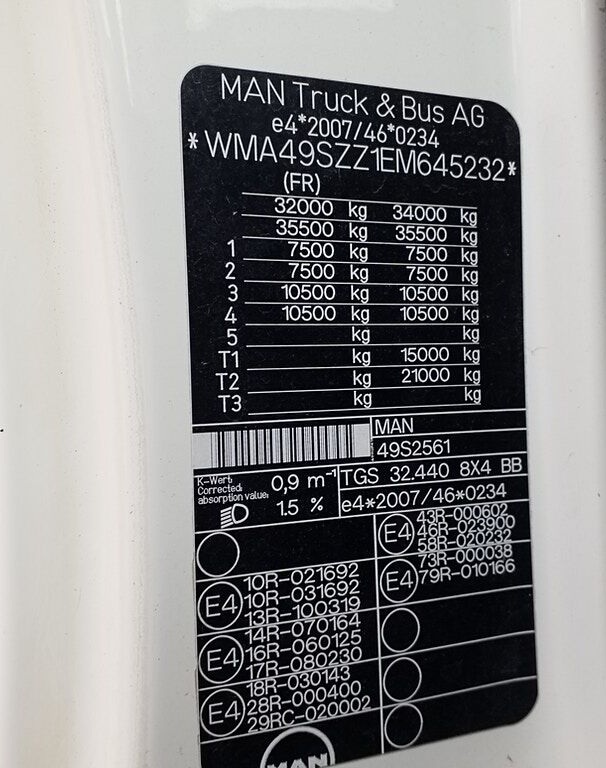 MAN Truck & Bus AG
e4*2007/46*0234
*WMA49SZZ1EM645232*
(FR)
32000 kg 34000 kg
35500 kg 35500 kg
1 7500 kg 7500 kg
2 7500 kg 7500 kg
3 10500 kg 10500 kg
4 10500 kg 10500 kg
5 kg kg
T1 kg 15000 kg
T2 kg 21000 kg
T3 kg kg
MAN
49S2561
K-Wert:
Corrected
absorption value:
0,9 m⁻¹
1.5 %
TGS 32.440 8X4 BB
e4*2007/46*0234
E4
10R-021692
10R-031692
13R-100319
E4
14R-070164
16R-060125
17R-080230
E4
18R-030143
28R-000400
29RC-020002
E4
43R-000602
46R-023900
58R-020232
E4
73R-000038
79R-010166
MAN